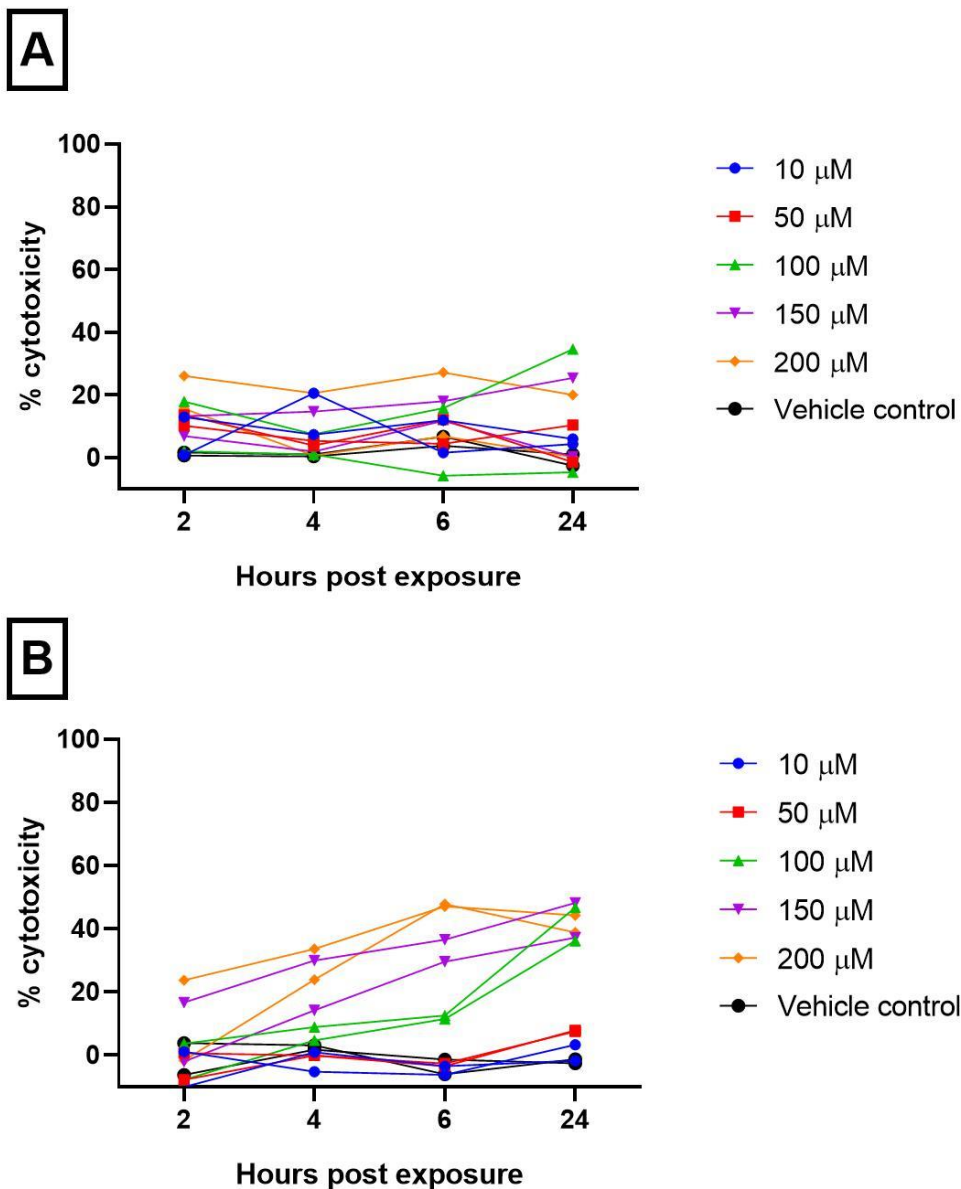 A
100
80
60
40
20
0
% cytotoxicity
2 4 6 24
Hours post exposure
10 μM
50 μM
100 μM
150 μM
200 μM
Vehicle control
B
100
80
60
40
20
0
% cytotoxicity
2 4 6 24
Hours post exposure
10 μM
50 μM
100 μM
150 μM
200 μM
Vehicle control